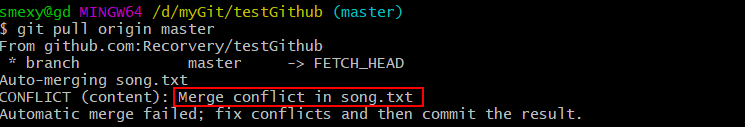 smexy@gd MINGW64 /d/myGit/testGithub (master)
$ git pull origin master
From github.com:Recorvery/testGithub
 * branch            master     -> FETCH_HEAD
Auto-merging song.txt
CONFLICT (content): Merge conflict in song.txt
Automatic merge failed; fix conflicts and then commit the result.